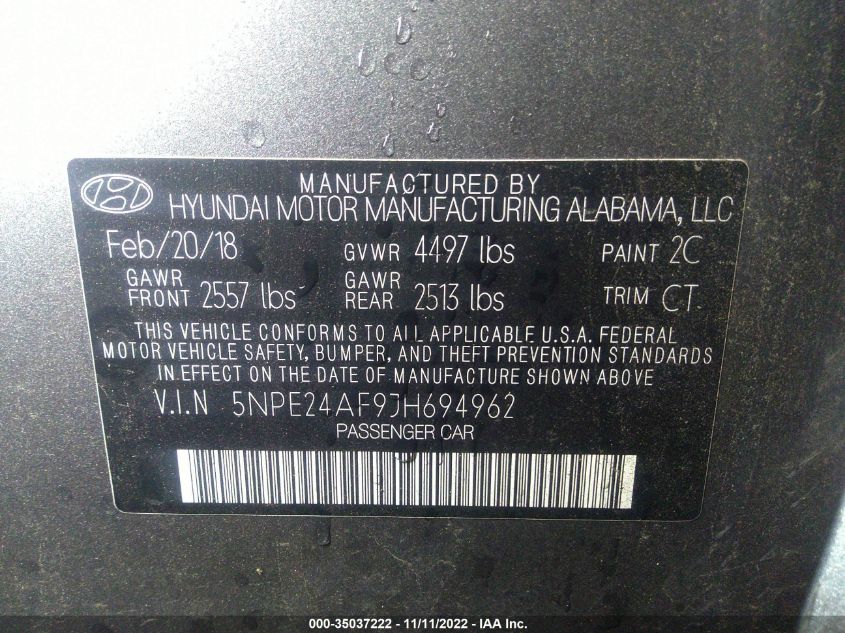 MANUFACTURED BY
HYUNDAI MOTOR MANUFACTURING ALABAMA, LLC
Feb/20/18 GVWR 4497 lbs PAINT 2C
GAWR FRONT 2557 lbs GAWR REAR 2513 lbs TRIM CT
THIS VEHICLE CONFORMS TO ALL APPLICABLE U.S.A. FEDERAL
MOTOR VEHICLE SAFETY, BUMPER, AND THEFT PREVENTION STANDARDS
IN EFFECT ON THE DATE OF MANUFACTURE SHOWN ABOVE
V.I.N 5NPE24AF9JH694962
PASSENGER CAR
000-35037222 - 11/11/2022 - IAA Inc.